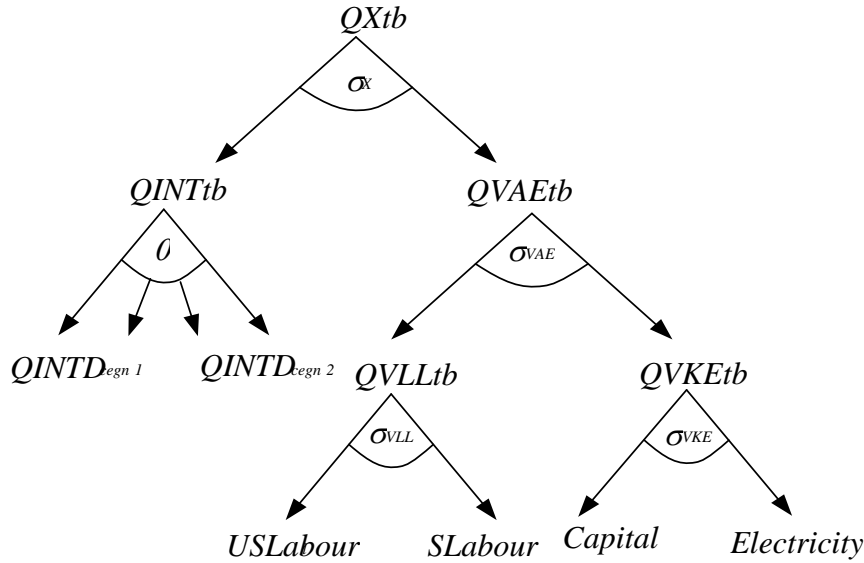 QXtb
σX
QINTtb
QVAEtb
0
σVAE
QINTDcegn 1
QINTDcegn 2
QVLLtb
QVKEtb
σVLL
σVKE
USLabour
SLabour
Capital
Electricity